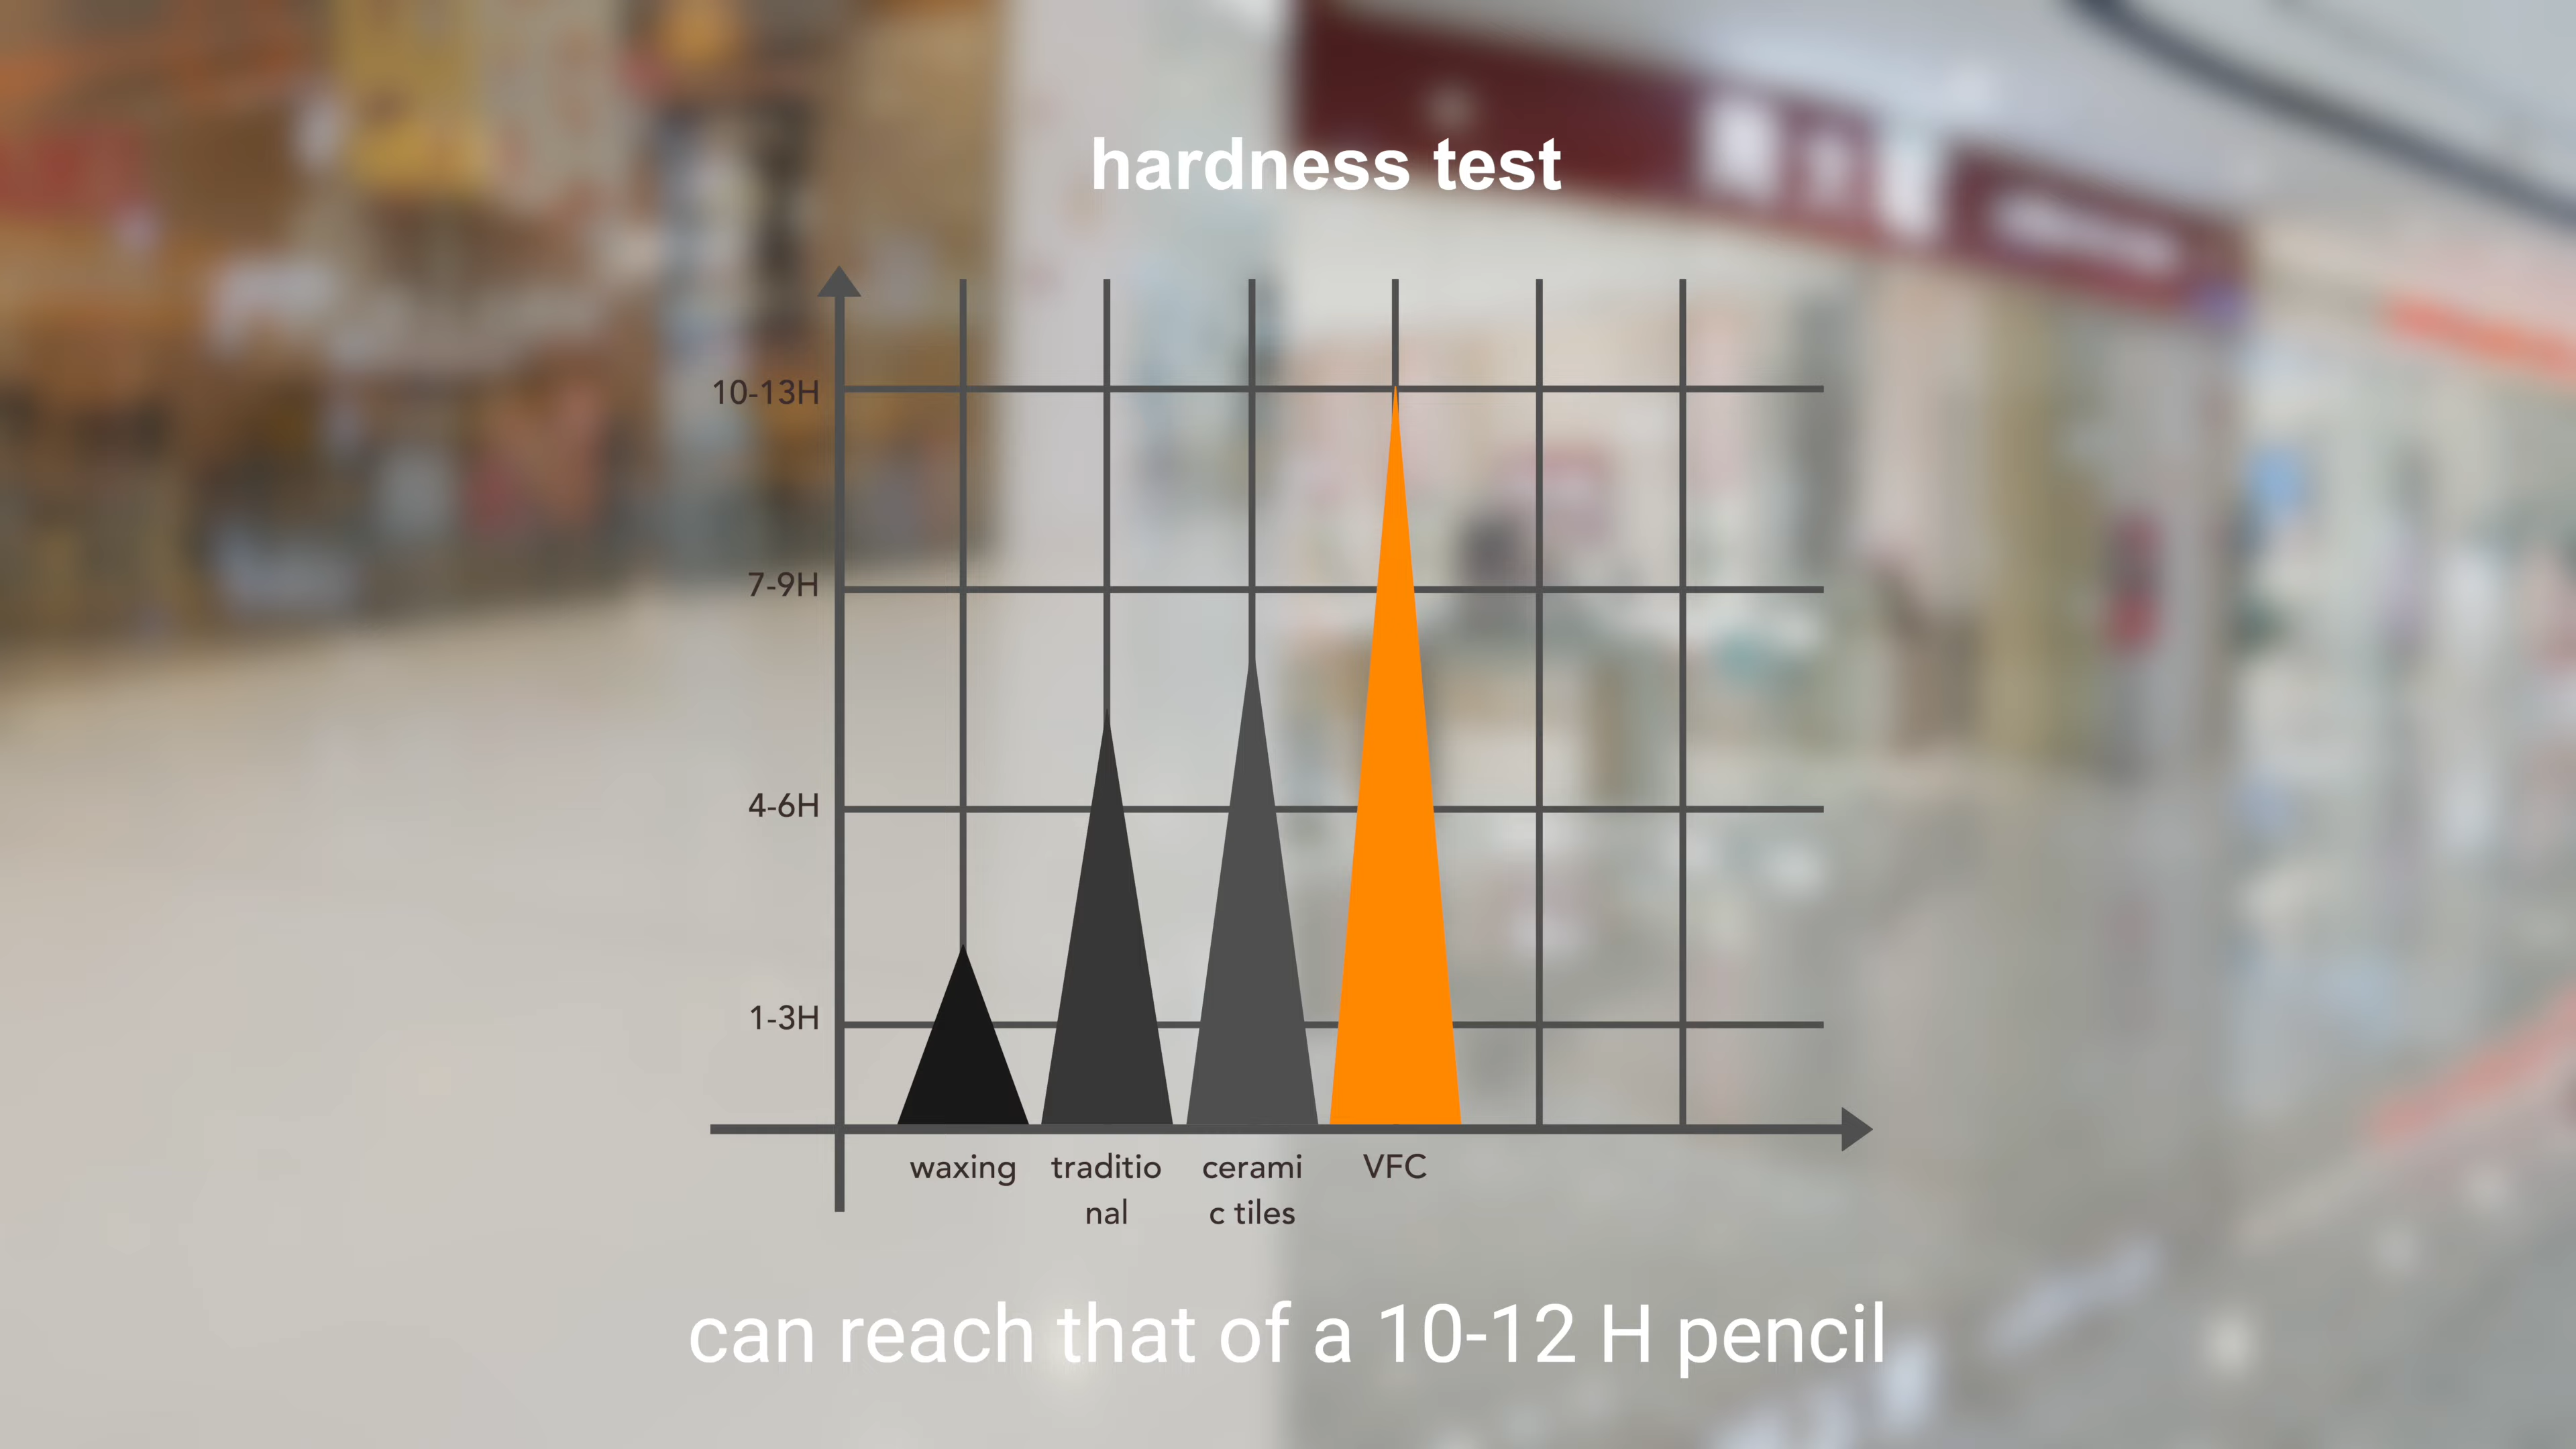 hardness test
10-13H
7-9H
4-6H
1-3H
waxing
traditio
nal
cerami
c tiles
VFC
can reach that of a 10-12 H pencil